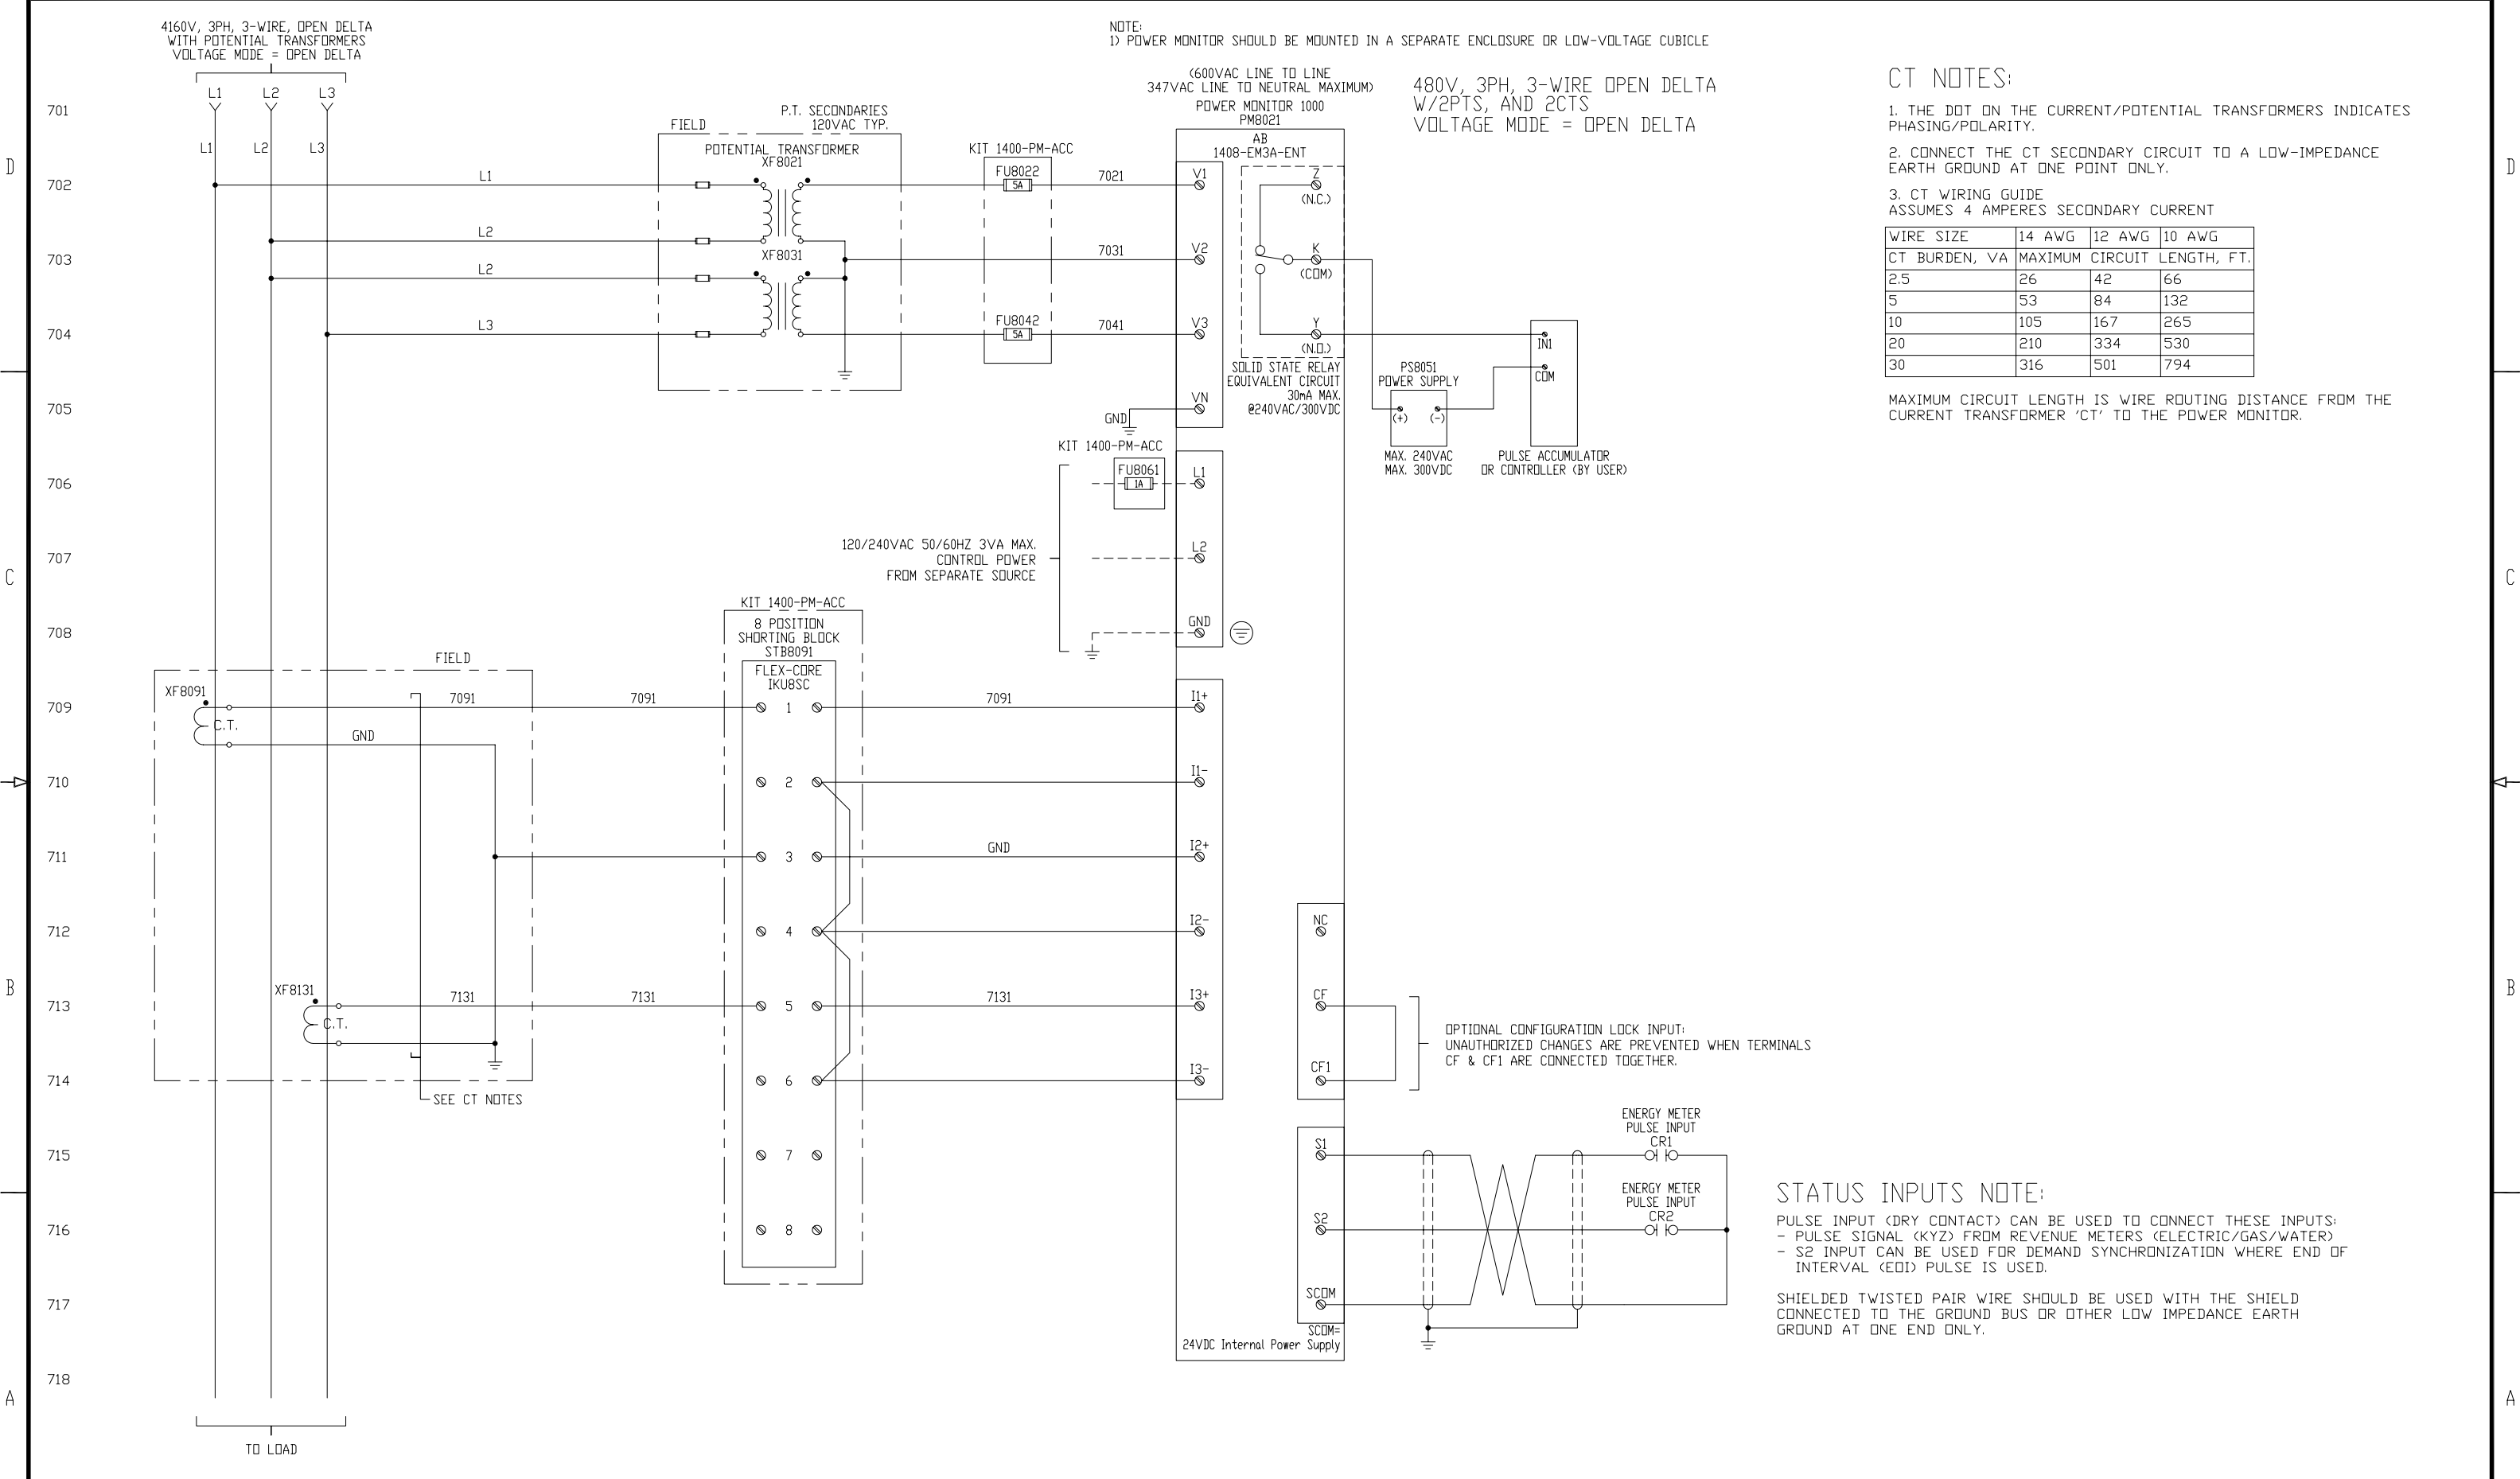 4160V, 3PH, 3-WIRE, OPEN DELTA
WITH POTENTIAL TRANSFORMERS
VOLTAGE MODE = OPEN DELTA
L1 L2 L3
L1 L2 L3
NOTE:
1) POWER MONITOR SHOULD BE MOUNTED IN A SEPARATE ENCLOSURE OR LOW-VOLTAGE CUBICLE
(600VAC LINE TO LINE
347VAC LINE TO NEUTRAL MAXIMUM)
POWER MONITOR 1000
PM8021
AB
1408-EM3A-ENT
480V, 3PH, 3-WIRE OPEN DELTA
W/2PTS, AND 2CTS
VOLTAGE MODE = OPEN DELTA
CT NOTES:
1. THE DOT ON THE CURRENT/POTENTIAL TRANSFORMERS INDICATES
PHASING/POLARITY.
2. CONNECT THE CT SECONDARY CIRCUIT TO A LOW-IMPEDANCE
EARTH GROUND AT ONE POINT ONLY.
3. CT WIRING GUIDE
ASSUMES 4 AMPERES SECONDARY CURRENT
WIRE SIZE 14 AWG 12 AWG 10 AWG
CT BURDEN, VA MAXIMUM CIRCUIT LENGTH, FT.
2.5 26 42 66
5 53 84 132
10 105 167 265
20 210 334 530
30 316 501 794
MAXIMUM CIRCUIT LENGTH IS WIRE ROUTING DISTANCE FROM THE
CURRENT TRANSFORMER 'CT' TO THE POWER MONITOR.
701
702
703
704
705
706
707
708
709
710
711
712
713
714
715
716
717
718
D
C
B
A
D
C
B
A
FIELD
P.T. SECONDARIES
120VAC TYP.
POTENTIAL TRANSFORMER
XF8021
XF8031
L1
L2
L2
L3
KIT 1400-PM-ACC
FU8022
5A
FU8042
5A
7021
7031
7041
V1
V2
V3
VN
GND
Z
(N.C.)
K
(COM)
Y
(N.O.)
SOLID STATE RELAY
EQUIVALENT CIRCUIT
30mA MAX.
@240VAC/300VDC
PS8051
POWER SUPPLY
(+) (-)
MAX. 240VAC
MAX. 300VDC
IN1
COM
PULSE ACCUMULATOR
OR CONTROLLER (BY USER)
KIT 1400-PM-ACC
FU8061
1A
L1
L2
GND
120/240VAC 50/60HZ 3VA MAX.
CONTROL POWER
FROM SEPARATE SOURCE
KIT 1400-PM-ACC
8 POSITION
SHORTING BLOCK
STB8091
FLEX-CORE
IKU8SC
1
2
3
4
5
6
7
8
FIELD
XF8091
C.T.
7091 7091 7091
GND
GND
XF8131
C.T.
7131 7131 7131
SEE CT NOTES
I1+
I1-
I2+
I2-
I3+
I3-
NC
CF
CF1
OPTIONAL CONFIGURATION LOCK INPUT:
UNAUTHORIZED CHANGES ARE PREVENTED WHEN TERMINALS
CF & CF1 ARE CONNECTED TOGETHER.
S1
S2
SCOM
SCOM=
24VDC Internal Power Supply
ENERGY METER
PULSE INPUT
CR1
ENERGY METER
PULSE INPUT
CR2
STATUS INPUTS NOTE:
PULSE INPUT (DRY CONTACT) CAN BE USED TO CONNECT THESE INPUTS:
- PULSE SIGNAL (KYZ) FROM REVENUE METERS (ELECTRIC/GAS/WATER)
- S2 INPUT CAN BE USED FOR DEMAND SYNCHRONIZATION WHERE END OF
INTERVAL (EOI) PULSE IS USED.
SHIELDED TWISTED PAIR WIRE SHOULD BE USED WITH THE SHIELD
CONNECTED TO THE GROUND BUS OR OTHER LOW IMPEDANCE EARTH
GROUND AT ONE END ONLY.
TO LOAD